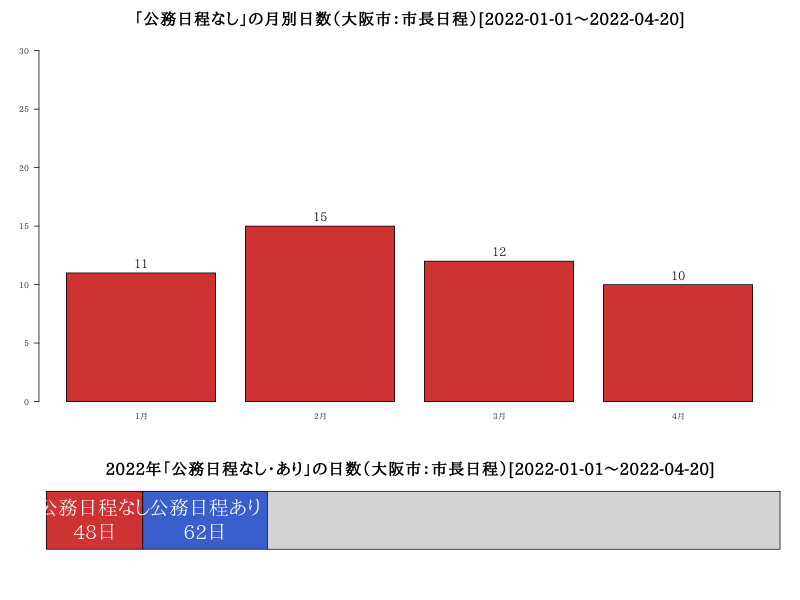 「公務日程なし」の月別日数（大阪市：市長日程）[2022-01-01～2022-04-20]
30
25
20
15
10
5
0
11
15
12
10
1月
2月
3月
4月
2022年「公務日程なし・あり」の日数（大阪市：市長日程）[2022-01-01～2022-04-20]
公務日程なし
48日
公務日程あり
62日